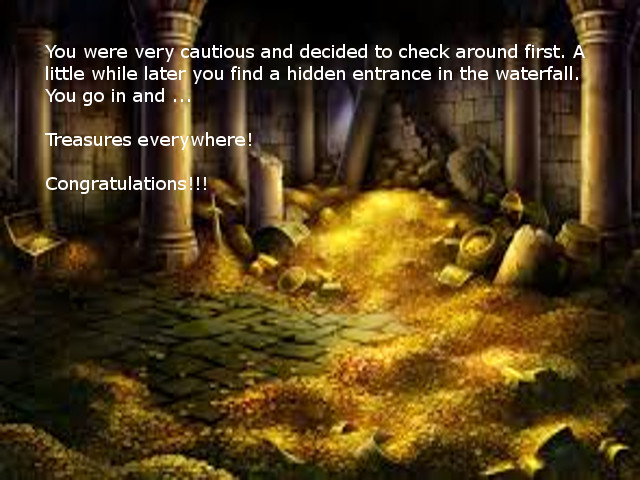 You were very cautious and decided to check around first. A
little while later you find a hidden entrance in the waterfall.
You go in and ...
Treasures everywhere!
Congratulations!!!